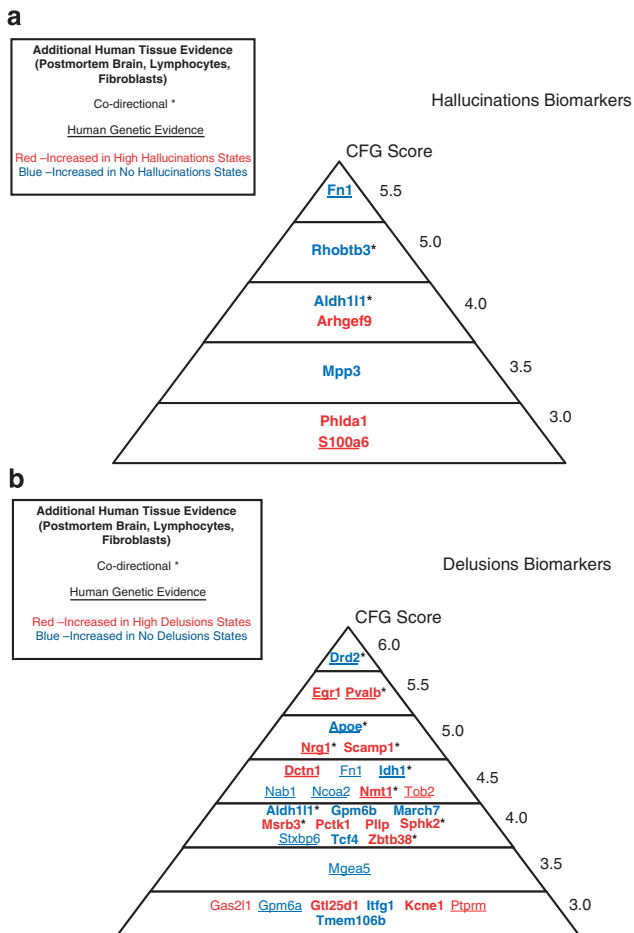 a
Additional Human Tissue Evidence
(Postmortem Brain, Lymphocytes,
Fibroblasts)
Co-directional *
Human Genetic Evidence
Red –Increased in High Hallucinations States
Blue –Increased in No Hallucinations States
Hallucinations Biomarkers
CFG Score
Fn1
5.5
Rhobtb3*
5.0
Aldh1l1*
Arhgef9
4.0
Mpp3
3.5
Phlda1
S100a6
3.0
b
Additional Human Tissue Evidence
(Postmortem Brain, Lymphocytes,
Fibroblasts)
Co-directional *
Human Genetic Evidence
Red –Increased in High Delusions States
Blue –Increased in No Delusions States
Delusions Biomarkers
CFG Score
Drd2*
6.0
Egr1 Pvalb*
5.5
Apoe*
Nrg1* Scamp1*
5.0
Dctn1 Fn1 Idh1*
Nab1 Ncoa2 Nmt1* Tob2
4.5
Aldh1l1* Gpm6b March7
Msrb3* Pctk1 Pllp Sphk2*
Stxbp6 Tcf4 Zbtb38*
4.0
Mgea5
3.5
Gas2l1 Gpm6a Gtl25d1 Itfg1 Kcne1 Ptprm
Tmem106b
3.0